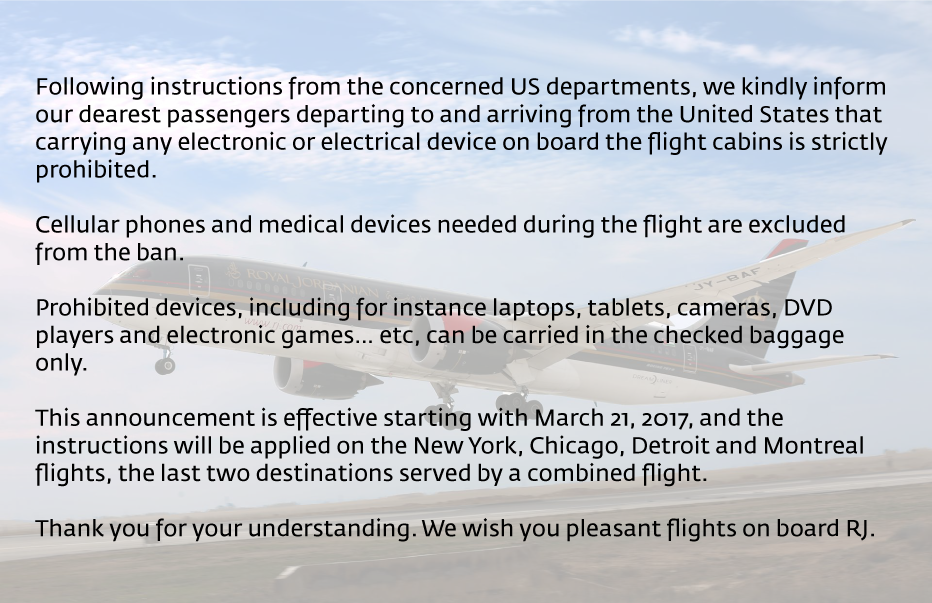 Following instructions from the concerned US departments, we kindly inform
our dearest passengers departing to and arriving from the United States that
carrying any electronic or electrical device on board the flight cabins is strictly
prohibited.
Cellular phones and medical devices needed during the flight are excluded
from the ban.
ROYAL JORDANIAN
JY-BAF
Prohibited devices, including for instance laptops, tablets, cameras, DVD
players and electronic games... etc, can be carried in the checked baggage
only.
This announcement is effective starting with March 21, 2017, and the
instructions will be applied on the New York, Chicago, Detroit and Montreal
flights, the last two destinations served by a combined flight.
Thank you for your understanding. We wish you pleasant flights on board RJ.